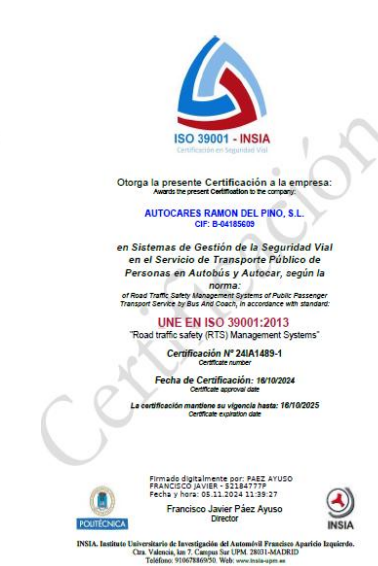 ISO 39001 - INSIA
Certificación en Seguridad Vial
Otorga la presente Certificación a la empresa:
Awards the present Certification to the company:
AUTOCARES RAMON DEL PINO, S.L.
CIF: B-04185609
en Sistemas de Gestión de la Seguridad Vial
en el Servicio de Transporte Público de
Personas en Autobús y Autocar, según la
norma:
of Road Traffic Safety Management Systems of Public Passenger
Transport Service by Bus And Coach, in accordance with standard:
UNE EN ISO 39001:2013
"Road traffic safety (RTS) Management Systems"
Certificación Nº 24IA1489-1
Certificate number
Fecha de Certificación: 16/10/2024
Certificate approval date
La certificación mantiene su vigencia hasta: 16/10/2025
Certificate expiration date
Certificación
Firmado digitalmente por: PAEZ AYUSO
FRANCISCO JAVIER - 52184777P
Fecha y hora: 05.11.2024 11:39:27
Francisco Javier Páez Ayuso
Director
POLITÉCNICA
INSIA
INSIA. Instituto Universitario de Investigación del Automóvil Francisco Aparicio Izquierdo.
Ctra. Valencia, km 7. Campus Sur UPM. 28031-MADRID
Teléfono: 910678869/50. Web: www.insia-upm.es